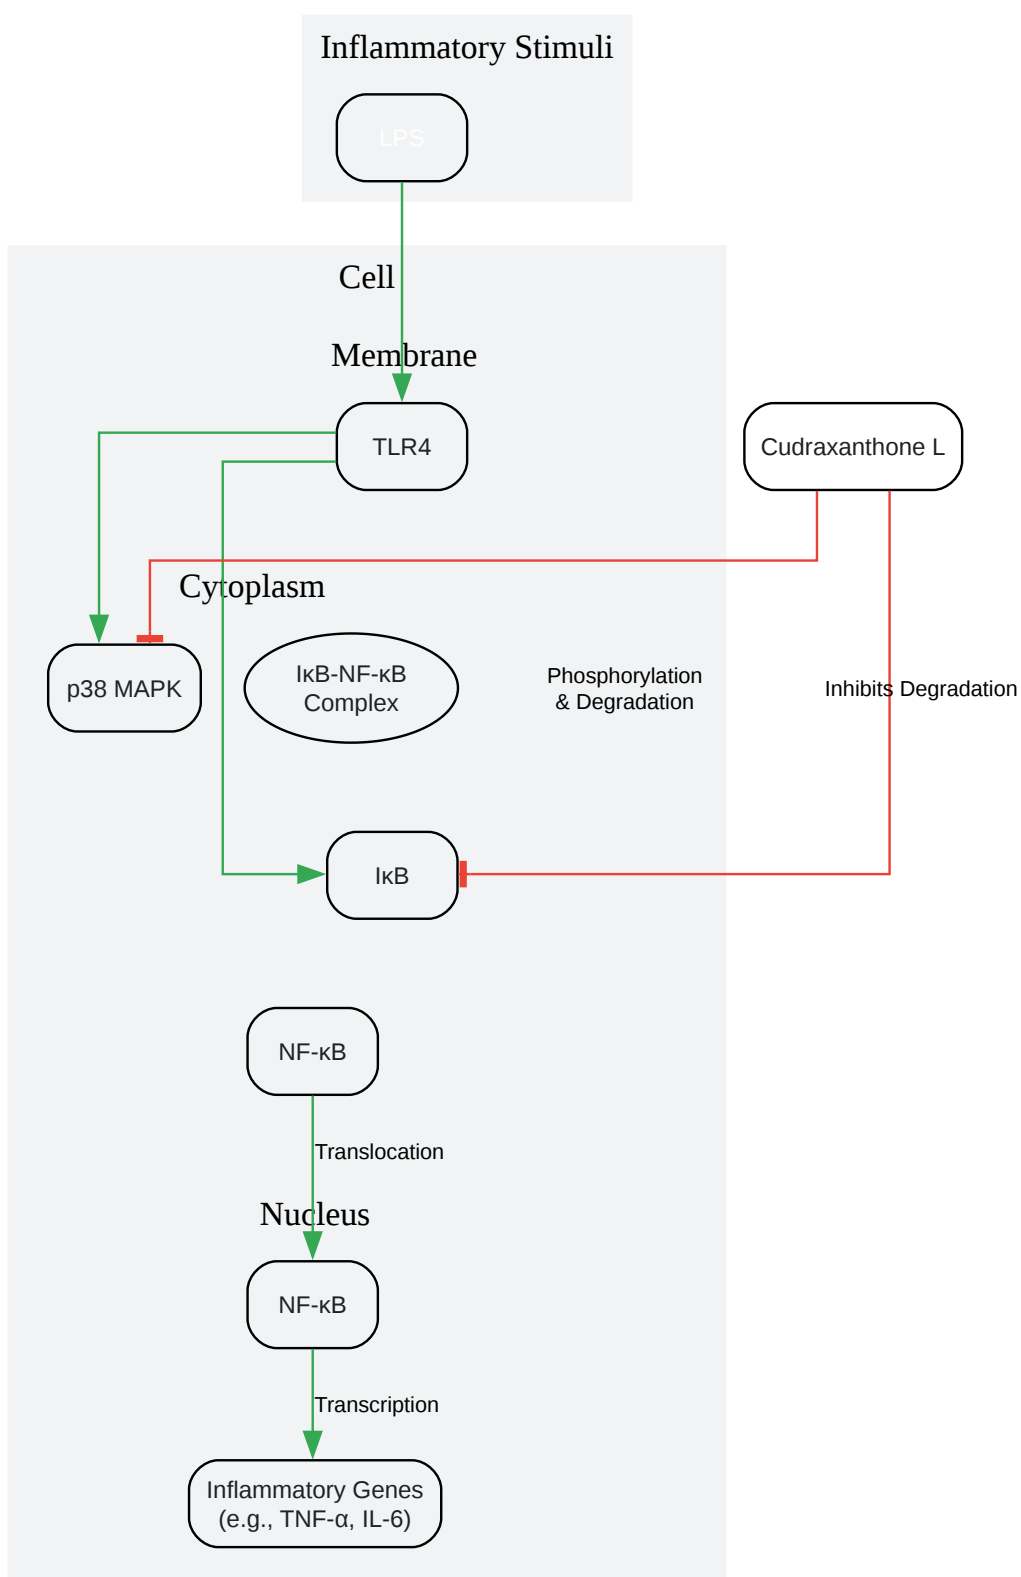 Inflammatory Stimuli
LPS
Cell
Membrane
TLR4
Cudraxanthone L
Cytoplasm
p38 MAPK
IκB-NF-κB
Complex
Phosphorylation
& Degradation
Inhibits Degradation
IκB
NF-κB
Translocation
Nucleus
NF-κB
Transcription
Inflammatory Genes
(e.g., TNF-α, IL-6)